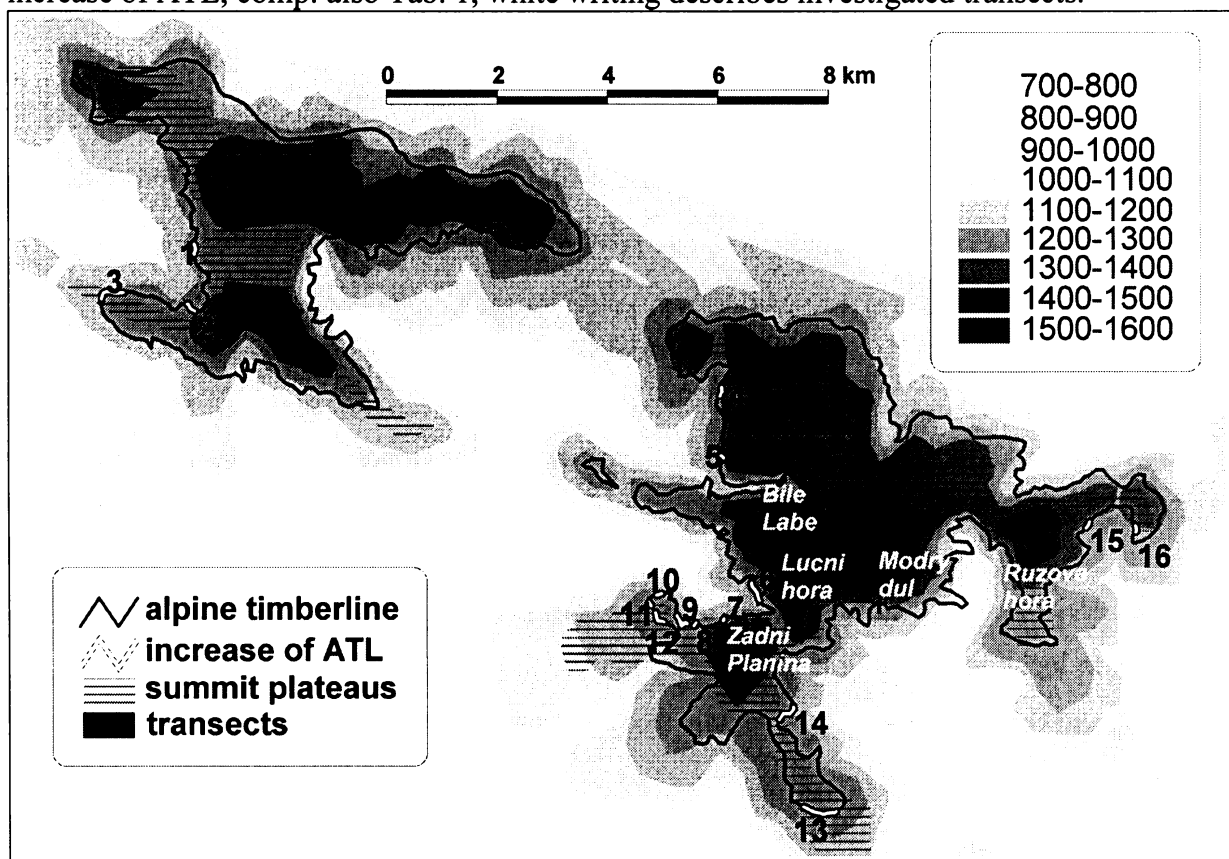 increase of ATL, comp. also Tab. 1, white writing describes investigated transects.
0 2 4 6 8 km
700-800
800-900
900-1000
1000-1100
1100-1200
1200-1300
1300-1400
1400-1500
1500-1600
1
3
5
Bile
Labe
Lucni
hora
Modry
dul
Ruzova
hora
15
16
10
11
9
7
12
Zadni
Planina
14
13
alpine timberline
increase of ATL
summit plateaus
transects